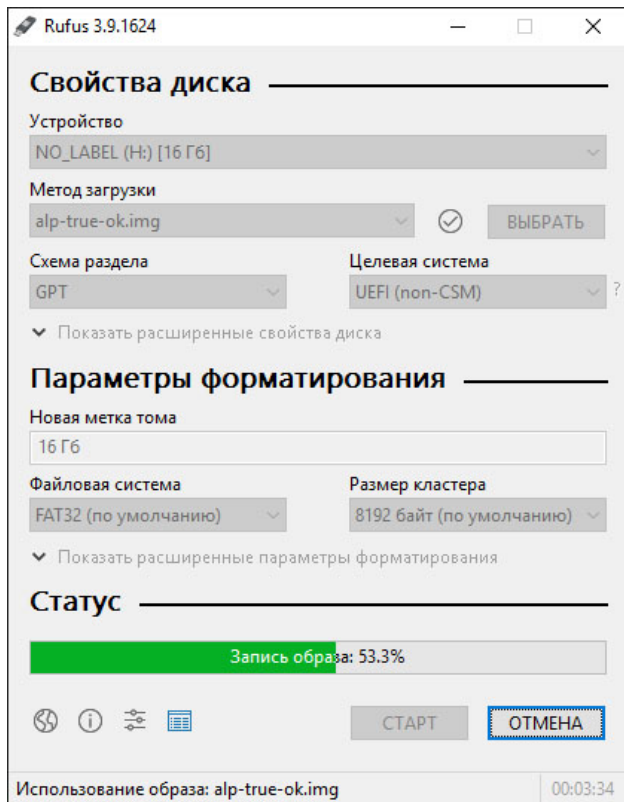 Rufus 3.9.1624
Свойства диска
Устройство
NO_LABEL (H:) [16 Гб]
Метод загрузки
alp-true-ok.img
ВЫБРАТЬ
Схема раздела Целевая система
GPT UEFI (non-CSM) ?
Показать расширенные свойства диска
Параметры форматирования
Новая метка тома
16 Гб
Файловая система Размер кластера
FAT32 (по умолчанию) 8192 байт (по умолчанию)
Показать расширенные параметры форматирования
Статус
Запись образа: 53.3%
СТАРТ ОТМЕНА
Использование образа: alp-true-ok.img 00:03:34